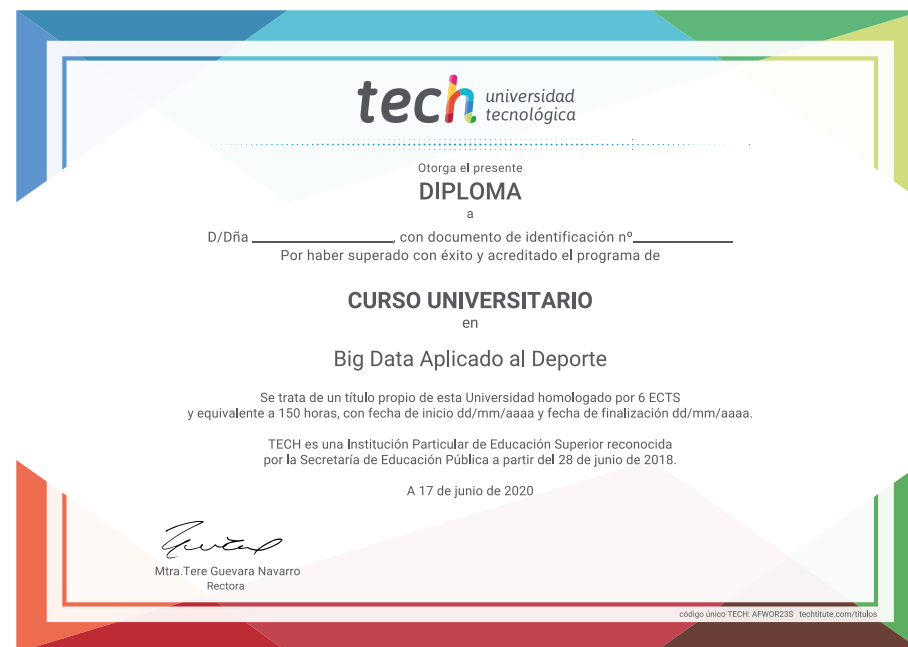 tech universidad
tecnológica
Otorga el presente
DIPLOMA
a
D/Dña ____________________, con documento de identificación nº______________
Por haber superado con éxito y acreditado el programa de
CURSO UNIVERSITARIO
en
Big Data Aplicado al Deporte
Se trata de un título propio de esta Universidad homologado por 6 ECTS
y equivalente a 150 horas, con fecha de inicio dd/mm/aaaa y fecha de finalización dd/mm/aaaa.
TECH es una Institución Particular de Educación Superior reconocida
por la Secretaría de Educación Pública a partir del 28 de junio de 2018.
A 17 de junio de 2020
Mtra.Tere Guevara Navarro
Rectora
código único TECH: AFWOR23S techtitute.com/titulos